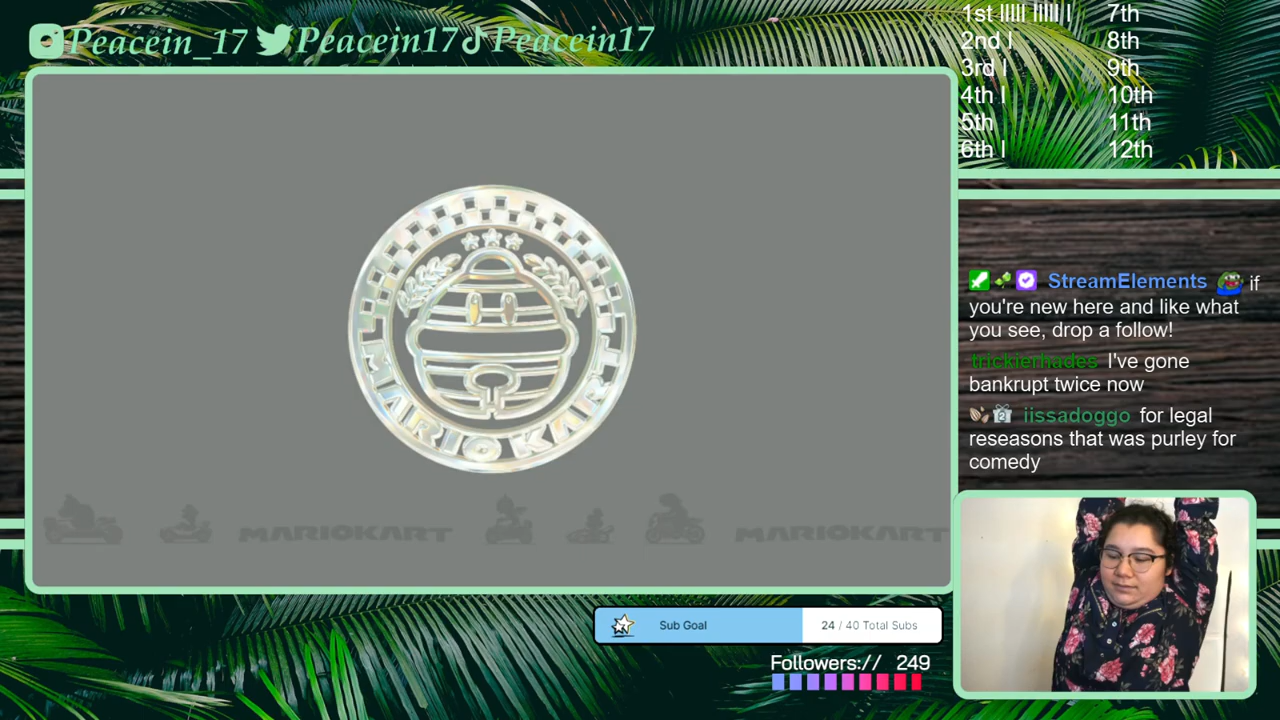 Peacein_17 Peacein17 Peacein17
1st IIIII IIIII I 7th
2nd I 8th
3rd I 9th
4th I 10th
5th 11th
6th I 12th
MARIO KART
MARIOKART MARIOKART
StreamElements if
you're new here and like what
you see, drop a follow!
trickierhades I've gone
bankrupt twice now
2 iissadoggo for legal
reseasons that was purley for
comedy
Sub Goal 24 / 40 Total Subs
Followers:// 249